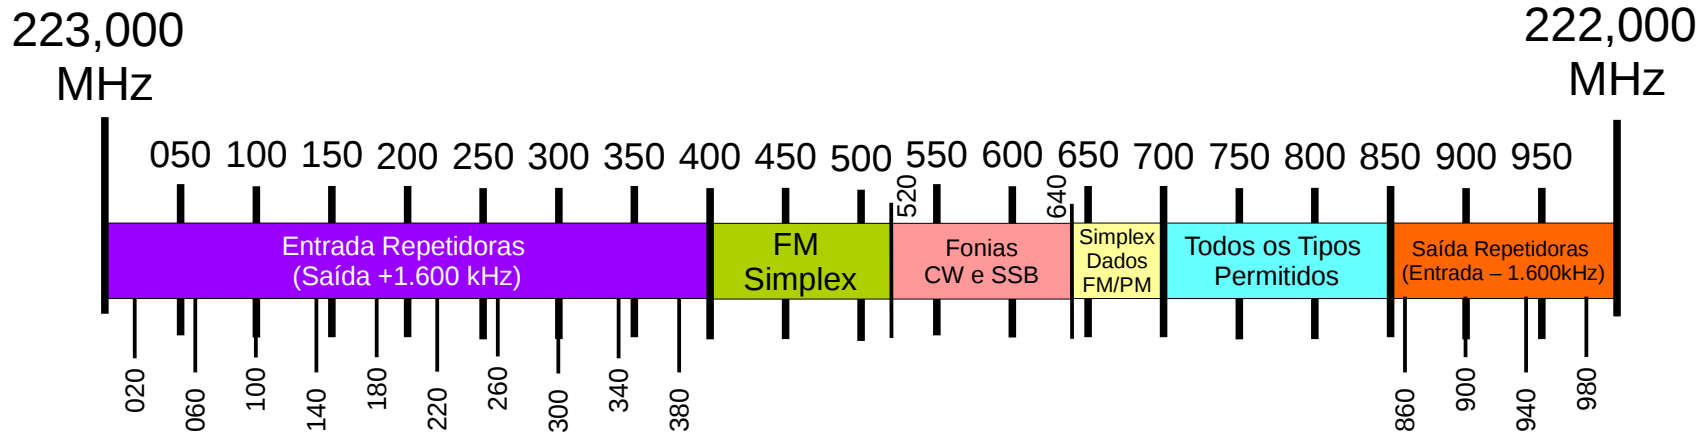 223,000
MHz
222,000
MHz
050 100 150 200 250 300 350 400 450 500 550 600 650 700 750 800 850 900 950
520
640
Entrada Repetidoras
(Saída +1.600 kHz)
FM
Simplex
Fonias
CW e SSB
Simplex
Dados
FM/PM
Todos os Tipos
Permitidos
Saída Repetidoras
(Entrada – 1.600kHz)
020 060 100 140 180 220 260 300 340 380 860 900 940 980